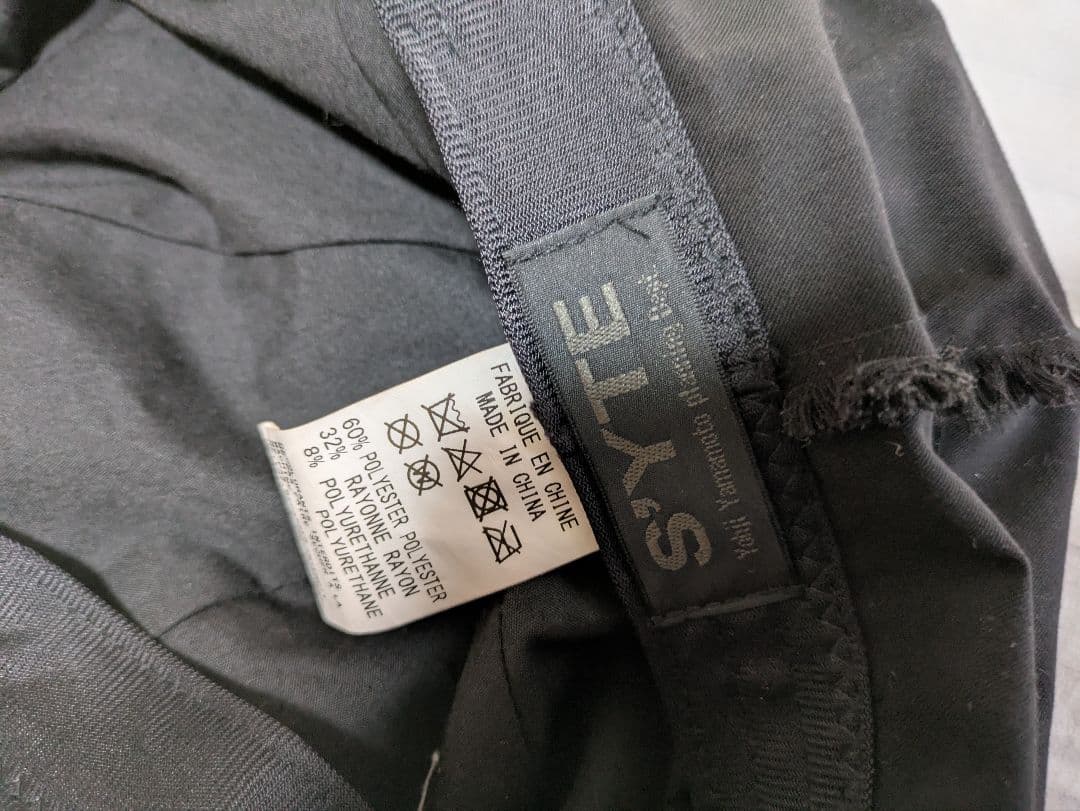 S'YTE
Yohji Yamamoto
FABRIQUE EN CHINE
MADE IN CHINA
60% POLYESTER POLYESTER
32% RAYONNE RAYON
8% POLYURETHANNE
POLYURETHANE